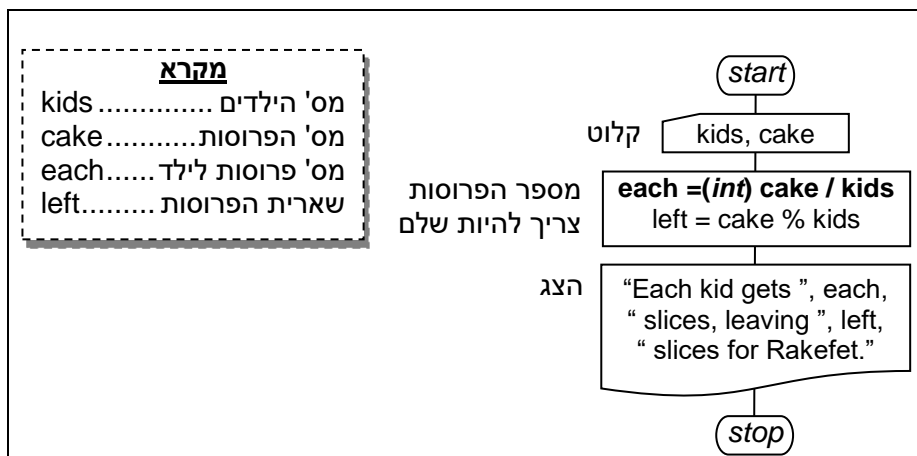 מקרא
מס' הילדים .............. kids
מס' הפרוסות...........cake
מס' פרוסות לילד......each
שארית הפרוסות .........left
start
קלוט
kids, cake
מספר הפרוסות
צריך להיות שלם
each =(int) cake / kids
left = cake % kids
הצג
“Each kid gets ”, each,
“ slices, leaving ”, left,
“ slices for Rakefet.”
stop